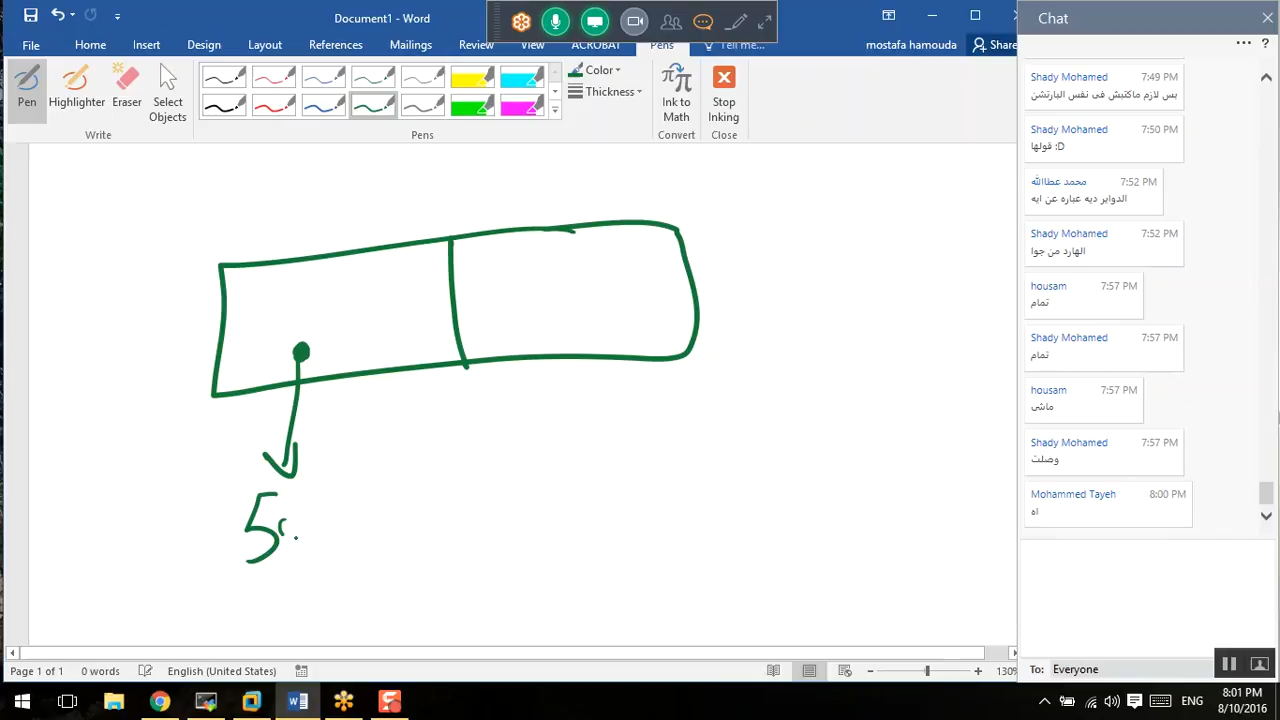 Document1 - Word
File
Home
Insert
Design
Layout
References
Mailings
Review
View
ACROBAT
Pens
Tell me...
mostafa hamouda
Share
Pen
Highlighter
Eraser
Select
Objects
Color
Thickness
Ink to
Math
Stop
Inking
Write
Pens
Convert
Close
5
Chat
?
Shady Mohamed 7:49 PM
بس لازم ماكتبش فى نفس البارتشن
Shady Mohamed 7:50 PM
قولها :D
محمد عطاالله 7:52 PM
الدواير ديه عباره عن ايه
Shady Mohamed 7:52 PM
الهارد من جوا
housam 7:57 PM
تمام
Shady Mohamed 7:57 PM
تمام
housam 7:57 PM
ماشى
Shady Mohamed 7:57 PM
وصلت
Mohammed Tayeh 8:00 PM
اه
To: Everyone
Page 1 of 1
0 words
English (United States)
130%
ENG
8:01 PM
8/10/2016